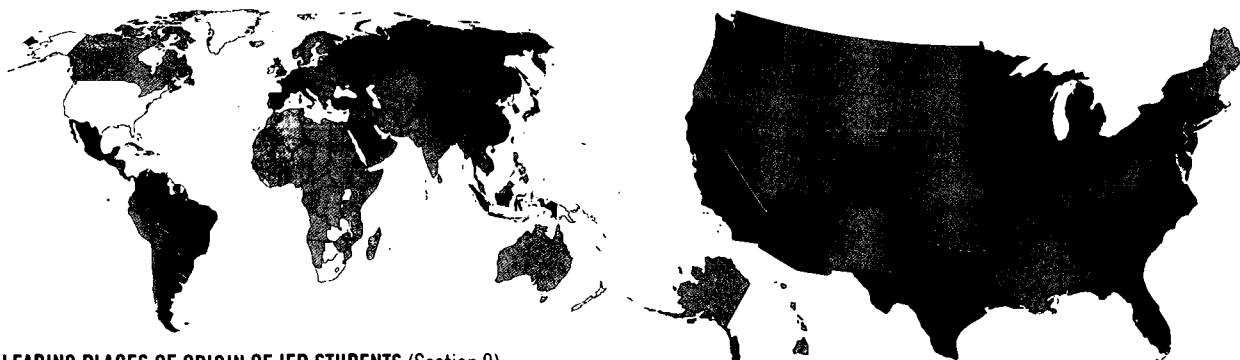 LEADING PLACES OF ORIGIN OF IEP STUDENTS (Section 9)